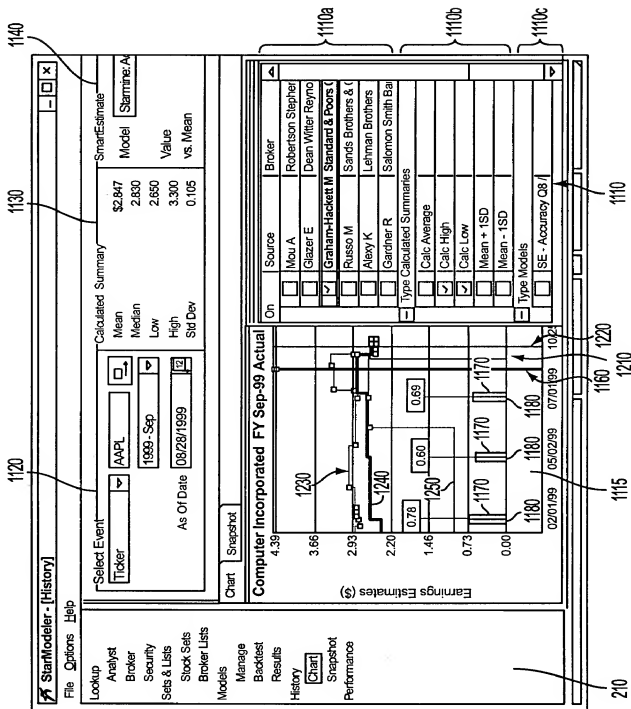 1120
1130
1140
StarModeler - [History]
File Options Help
Lookup
Analyst
Broker
Security
Sets & Lists
Stock Sets
Broker Lists
Models
Manage
Backtest
Results
History
Chart
Snapshot
Performance
210
Select Event
Ticker
AAPL
1999 - Sep
As Of Date
08/28/1999
12
Calculated Summary
Mean $2.847
Median 2.830
Low 2.650
High 3.300
Std Dev 0.105
SmartEstimate
Model
Starmine:
Value
vs. Mean
Chart Snapshot
Computer Incorporated FY Sep-99 Actual
Earnings Estimates ($)
4.39
3.66
2.93
2.20
1.46
0.73
0.00
1230
1240
1250
0.78
0.60
0.69
1170
1170
1170
1180
1180
1180
02/01/99
05/02/99
07/01/99
10/25
1115
1160
1210
1220
On Source Broker
Mou A Robertson Stepher
Glazer E Dean Witter Reyno
Graham-Hackett M Standard & Poors (
Russo M Sands Brothers & (
Alexy K Lehman Brothers
Gardner R Salomon Smith Ba
Type Calculated Summaries
Calc Average
Calc High
Calc Low
Mean + 1SD
Mean - 1SD
Type Models
SE - Accuracy Q8 /
1110
1110a
1110b
1110c